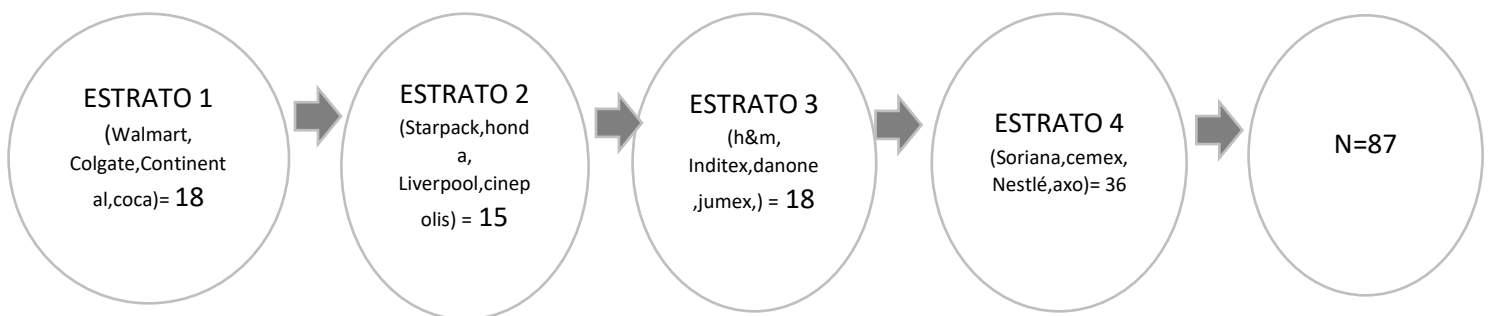 ESTRATO 1
(Walmart,
Colgate,Continent
al,coca)= 18
ESTRATO 2
(Starpack,hond
a,
Liverpool,cinep
olis) = 15
ESTRATO 3
(h&m,
Inditex,danone
,jumex,) = 18
ESTRATO 4
(Soriana,cemex,
Nestlé,axo)= 36
N=87